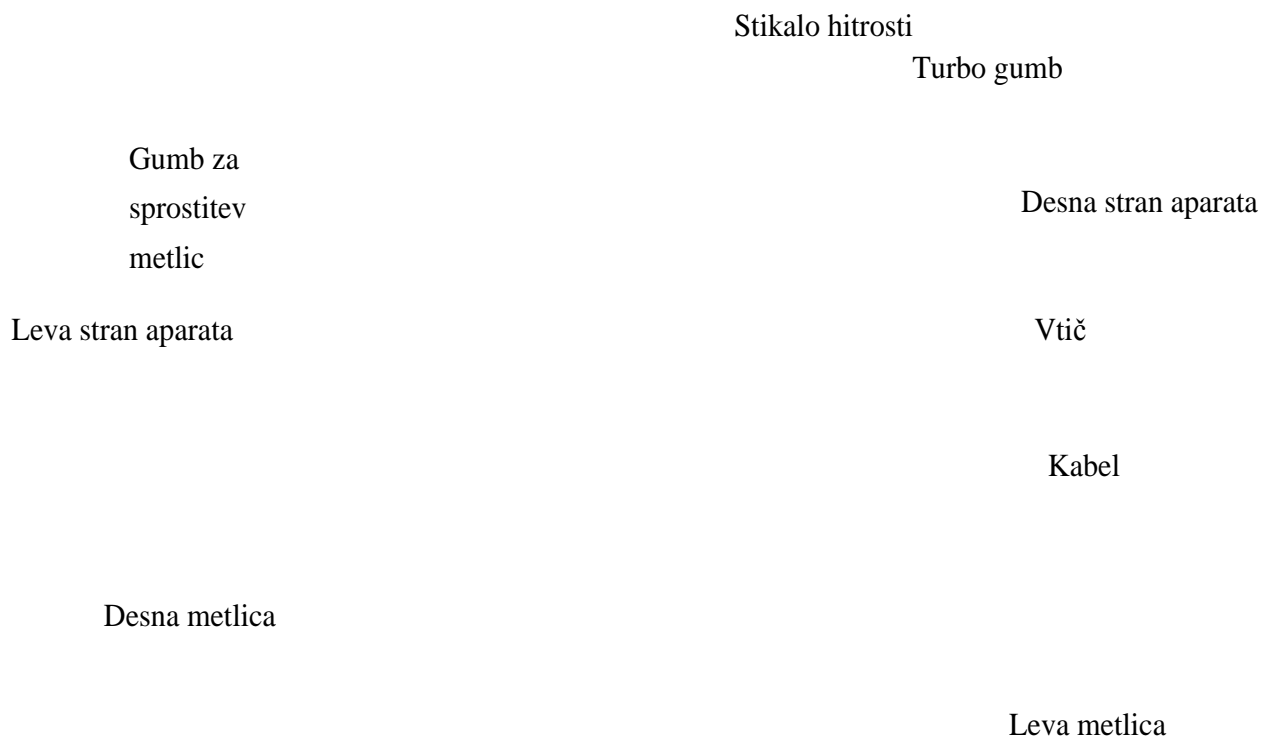 Stikalo hitrosti
Turbo gumb
Gumb za
sprostitev
metlic
Desna stran aparata
Leva stran aparata
Vtič
Kabel
Desna metlica
Leva metlica